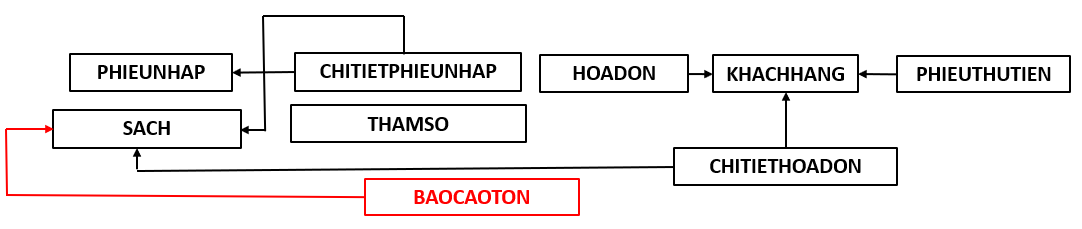 PHIEUNHAP
CHITIETPHIEUNHAP
HOADON
KHACHHANG
PHIEUTHUTIEN
SACH
THAMSO
CHITIETHOADON
BAOCAOTON